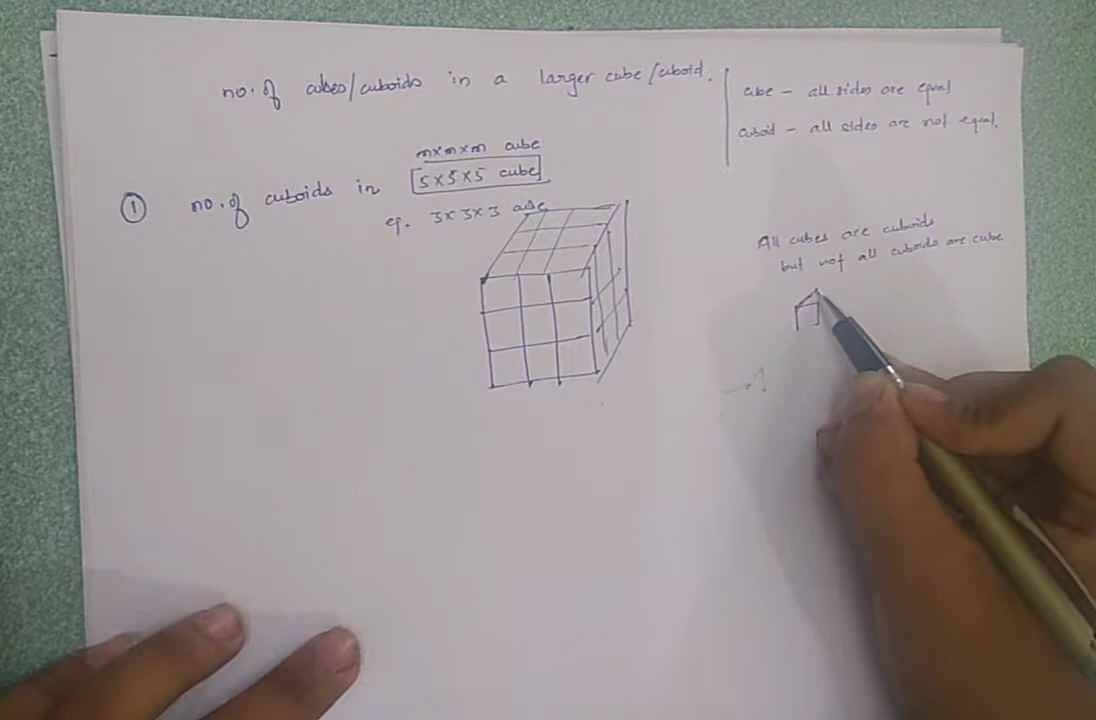 no. of cubes/cuboids in a larger cube/cuboid.
cube - all sides are equal
cuboid - all sides are not equal.
m×m×m cube
① no. of cuboids in 5×5×5 cube
eg. 3×3×3 cube
All cubes are cuboids
but not all cuboids are cube